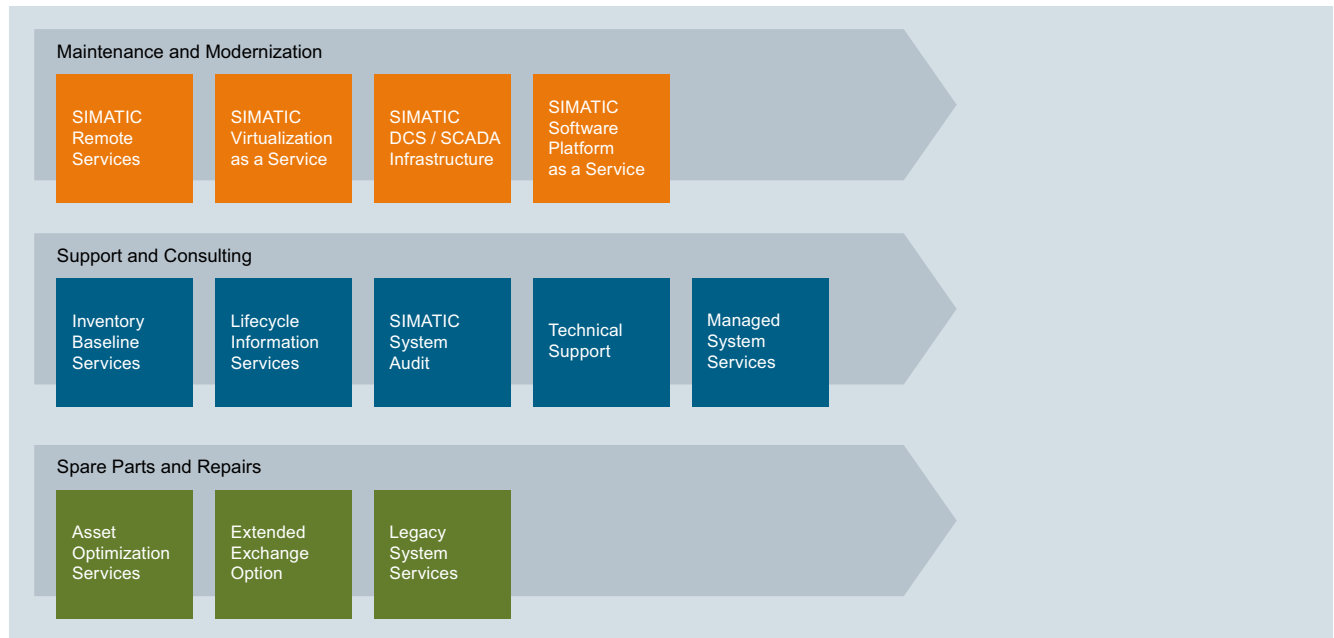 Maintenance and Modernization
SIMATIC
Remote
Services
SIMATIC
Virtualization
as a Service
SIMATIC
DCS / SCADA
Infrastructure
SIMATIC
Software
Platform
as a Service
Support and Consulting
Inventory
Baseline
Services
Lifecycle
Information
Services
SIMATIC
System
Audit
Technical
Support
Managed
System
Services
Spare Parts and Repairs
Asset
Optimization
Services
Extended
Exchange
Option
Legacy
System
Services